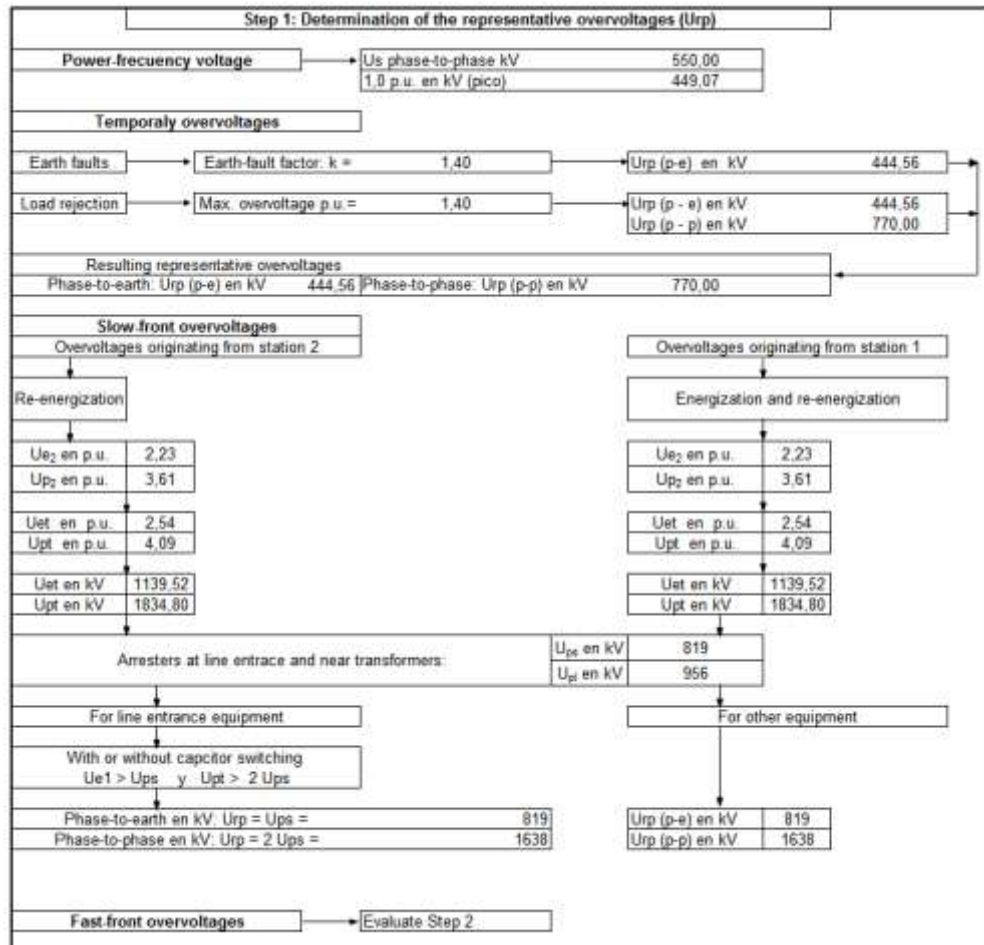 Step 1: Determination of the representative overvoltages (Urp)
Power-frecuency voltage
Us phase-to-phase kV 550,00
1,0 p.u. en kV (pico) 449,07
Temporaly overvoltages
Earth faults Earth-fault factor: k = 1,40 Urp (p-e) en kV 444,56
Load rejection Max. overvoltage p.u.= 1,40 Urp (p - e) en kV 444,56
Urp (p - p) en kV 770,00
Resulting representative overvoltages
Phase-to-earth: Urp (p-e) en kV 444,56 Phase-to-phase: Urp (p-p) en kV 770,00
Slow-front overvoltages
Overvoltages originating from station 2 Overvoltages originating from station 1
Re-energization Energization and re-energization
Ue2 en p.u. 2,23 Ue2 en p.u. 2,23
Up2 en p.u. 3,61 Up2 en p.u. 3,61
Uet en p.u. 2,54 Uet en p.u. 2,54
Upt en p.u. 4,09 Upt en p.u. 4,09
Uet en kV 1139,52 Uet en kV 1139,52
Upt en kV 1834,80 Upt en kV 1834,80
Arresters at line entrace and near transformers:
Ups en kV 819
Upl en kV 956
For line entrance equipment For other equipment
With or without capcitor switching
Ue1 > Ups y Upt > 2 Ups
Phase-to-earth en kV: Urp = Ups = 819 Urp (p-e) en kV 819
Phase-to-phase en kV: Urp = 2 Ups = 1638 Urp (p-p) en kV 1638
Fast-front overvoltages Evaluate Step 2